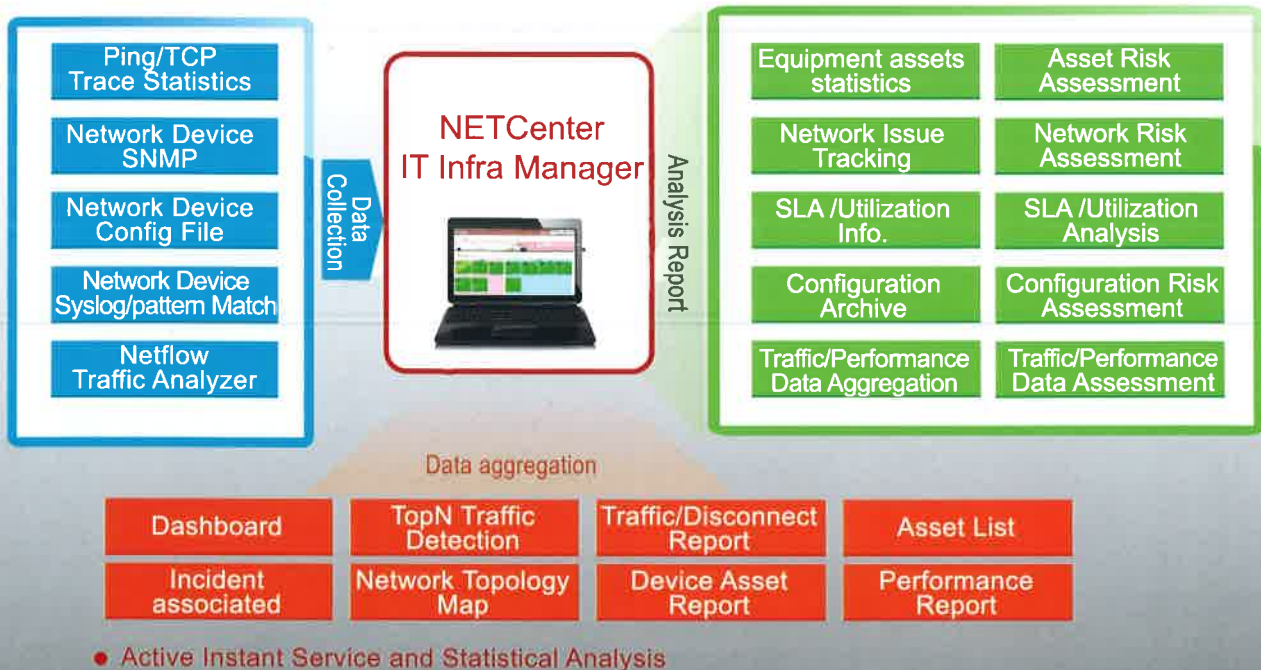 Ping/TCP
Trace Statistics
Network Device
SNMP
Network Device
Config File
Network Device
Syslog/pattern Match
Netflow
Traffic Analyzer
Data
Collection
NETCenter
IT Infra Manager
Analysis Report
Equipment assets
statistics
Asset Risk
Assessment
Network Issue
Tracking
Network Risk
Assessment
SLA /Utilization
Info.
SLA /Utilization
Analysis
Configuration
Archive
Configuration Risk
Assessment
Traffic/Performance
Data Aggregation
Traffic/Performance
Data Assessment
Data aggregation
Dashboard
TopN Traffic
Detection
Traffic/Disconnect
Report
Asset List
Incident
associated
Network Topology
Map
Device Asset
Report
Performance
Report
• Active Instant Service and Statistical Analysis